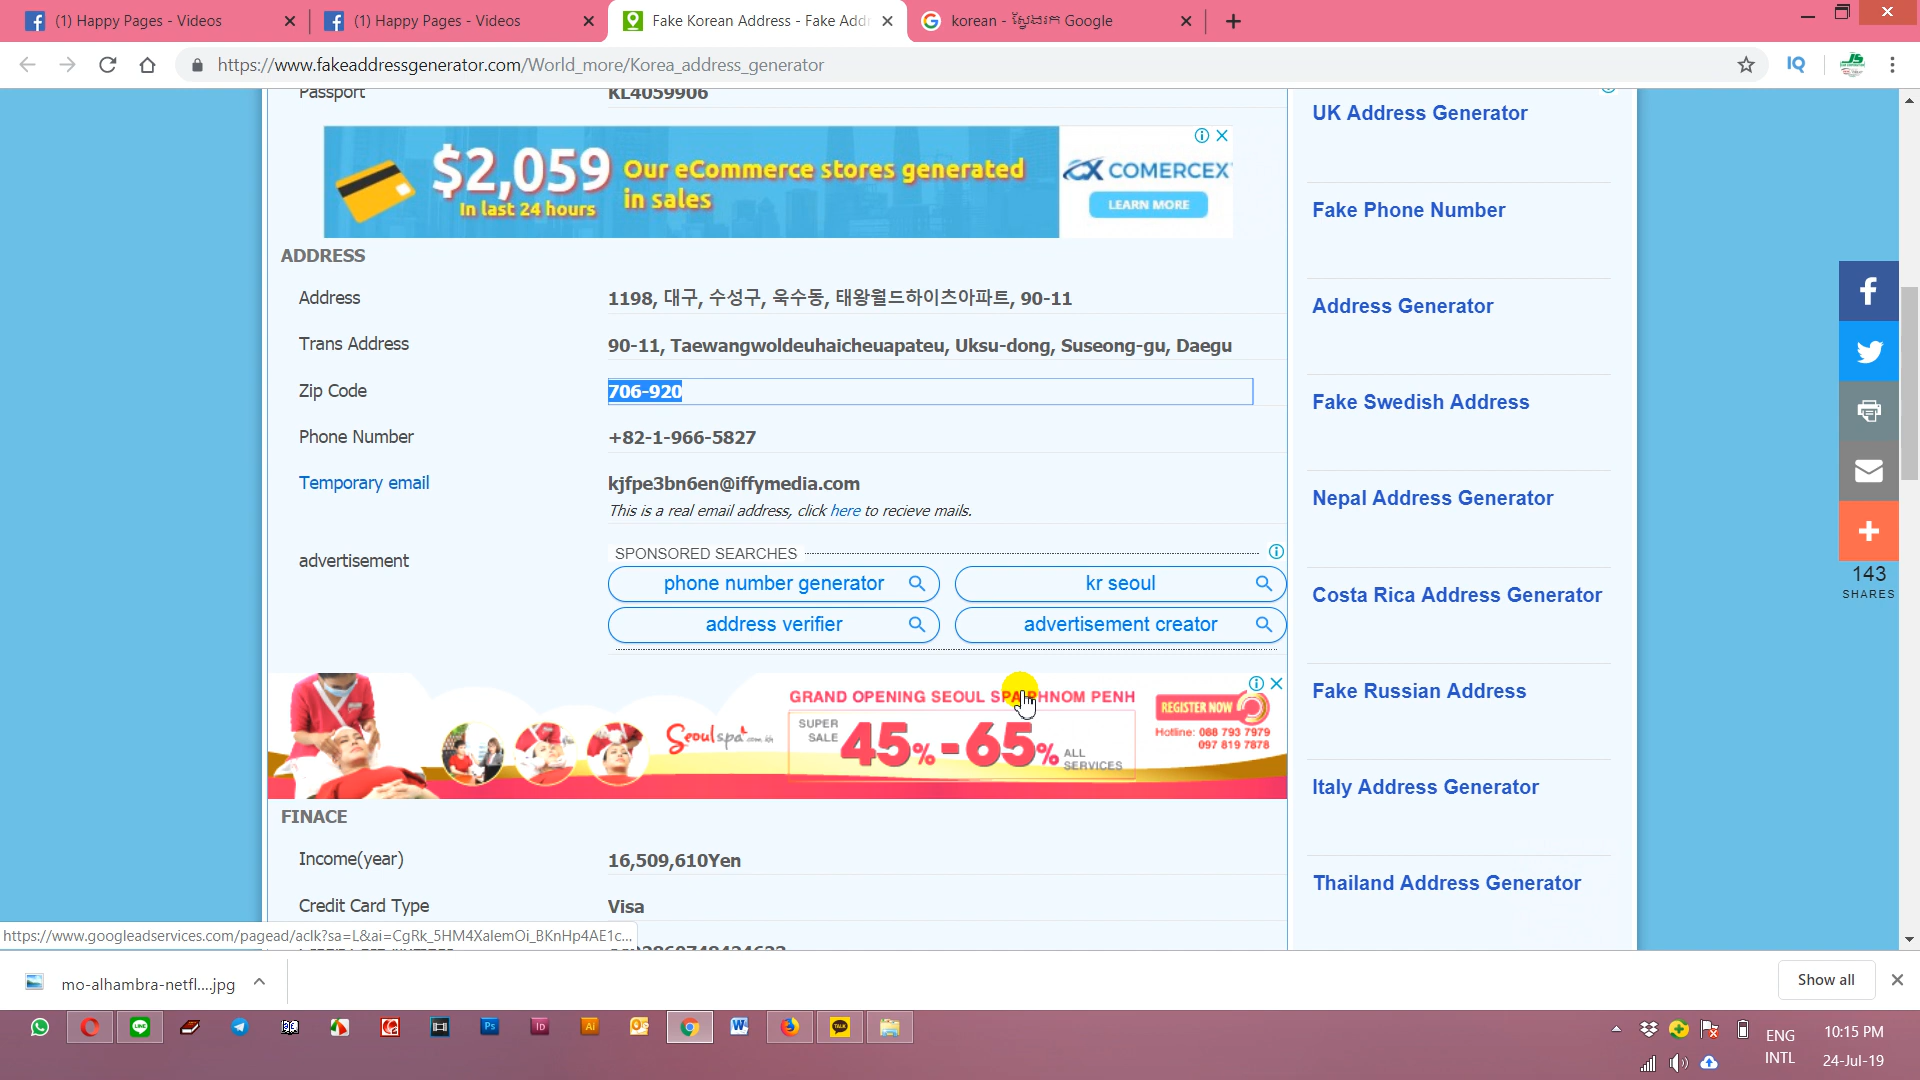 (1) Happy Pages - Videos
(1) Happy Pages - Videos
Fake Korean Address - Fake Addr
korean - ស្វែងរក Google
https://www.fakeaddressgenerator.com/World_more/Korea_address_generator
IQ
Passport KL4059906
$2,059
In last 24 hours
Our eCommerce stores generated
in sales
CX COMERCEX
LEARN MORE
ADDRESS
Address 1198, 대구, 수성구, 욱수동, 태왕월드하이츠아파트, 90-11
Trans Address 90-11, Taewangwoldeuhaicheuapateu, Uksu-dong, Suseong-gu, Daegu
Zip Code 706-920
Phone Number +82-1-966-5827
Temporary email kjfpe3bn6en@iffymedia.com
This is a real email address, click here to recieve mails.
advertisement
SPONSORED SEARCHES
phone number generator
kr seoul
address verifier
advertisement creator
Seoulspa.com.kh
GRAND OPENING SEOUL SPA PHNOM PENH
SUPER
SALE
45%-65%
ALL
SERVICES
REGISTER NOW
Hotline: 088 793 7979
097 819 7878
FINACE
Income(year) 16,509,610Yen
Credit Card Type Visa
UK Address Generator
Fake Phone Number
Address Generator
Fake Swedish Address
Nepal Address Generator
Costa Rica Address Generator
Fake Russian Address
Italy Address Generator
Thailand Address Generator
143
SHARES
https://www.googleadservices.com/pagead/aclk?sa=L&ai=CgRk_5HM4XalemOi_BKnHp4AE1c...
mo-alhambra-netfl....jpg
Show all
LINE
Ps
Id
Ai
W
TALK
ENG
INTL
10:15 PM
24-Jul-19